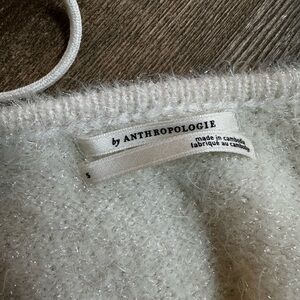 by ANTHROPOLOGIE
made in cambodia
fabriqué au cambodge
S